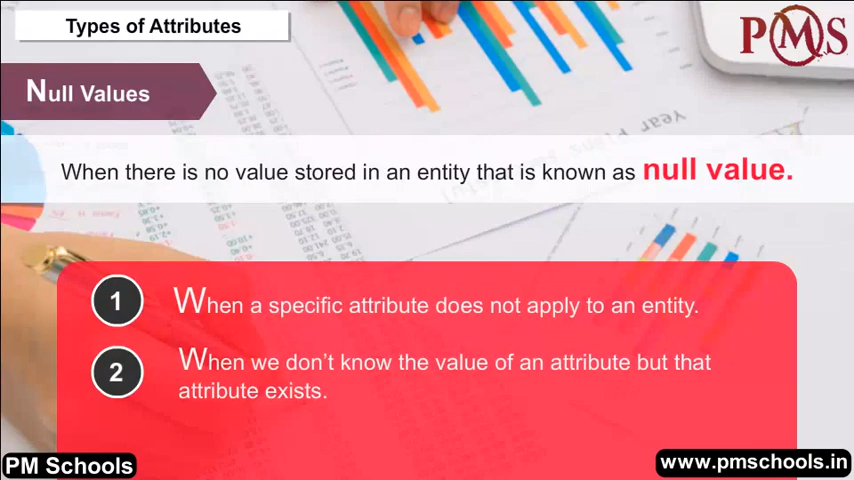 Types of Attributes
PMS
Null Values
When there is no value stored in an entity that is known as null value.
1 When a specific attribute does not apply to an entity.
2 When we don't know the value of an attribute but that
attribute exists.
PM Schools
www.pmschools.in